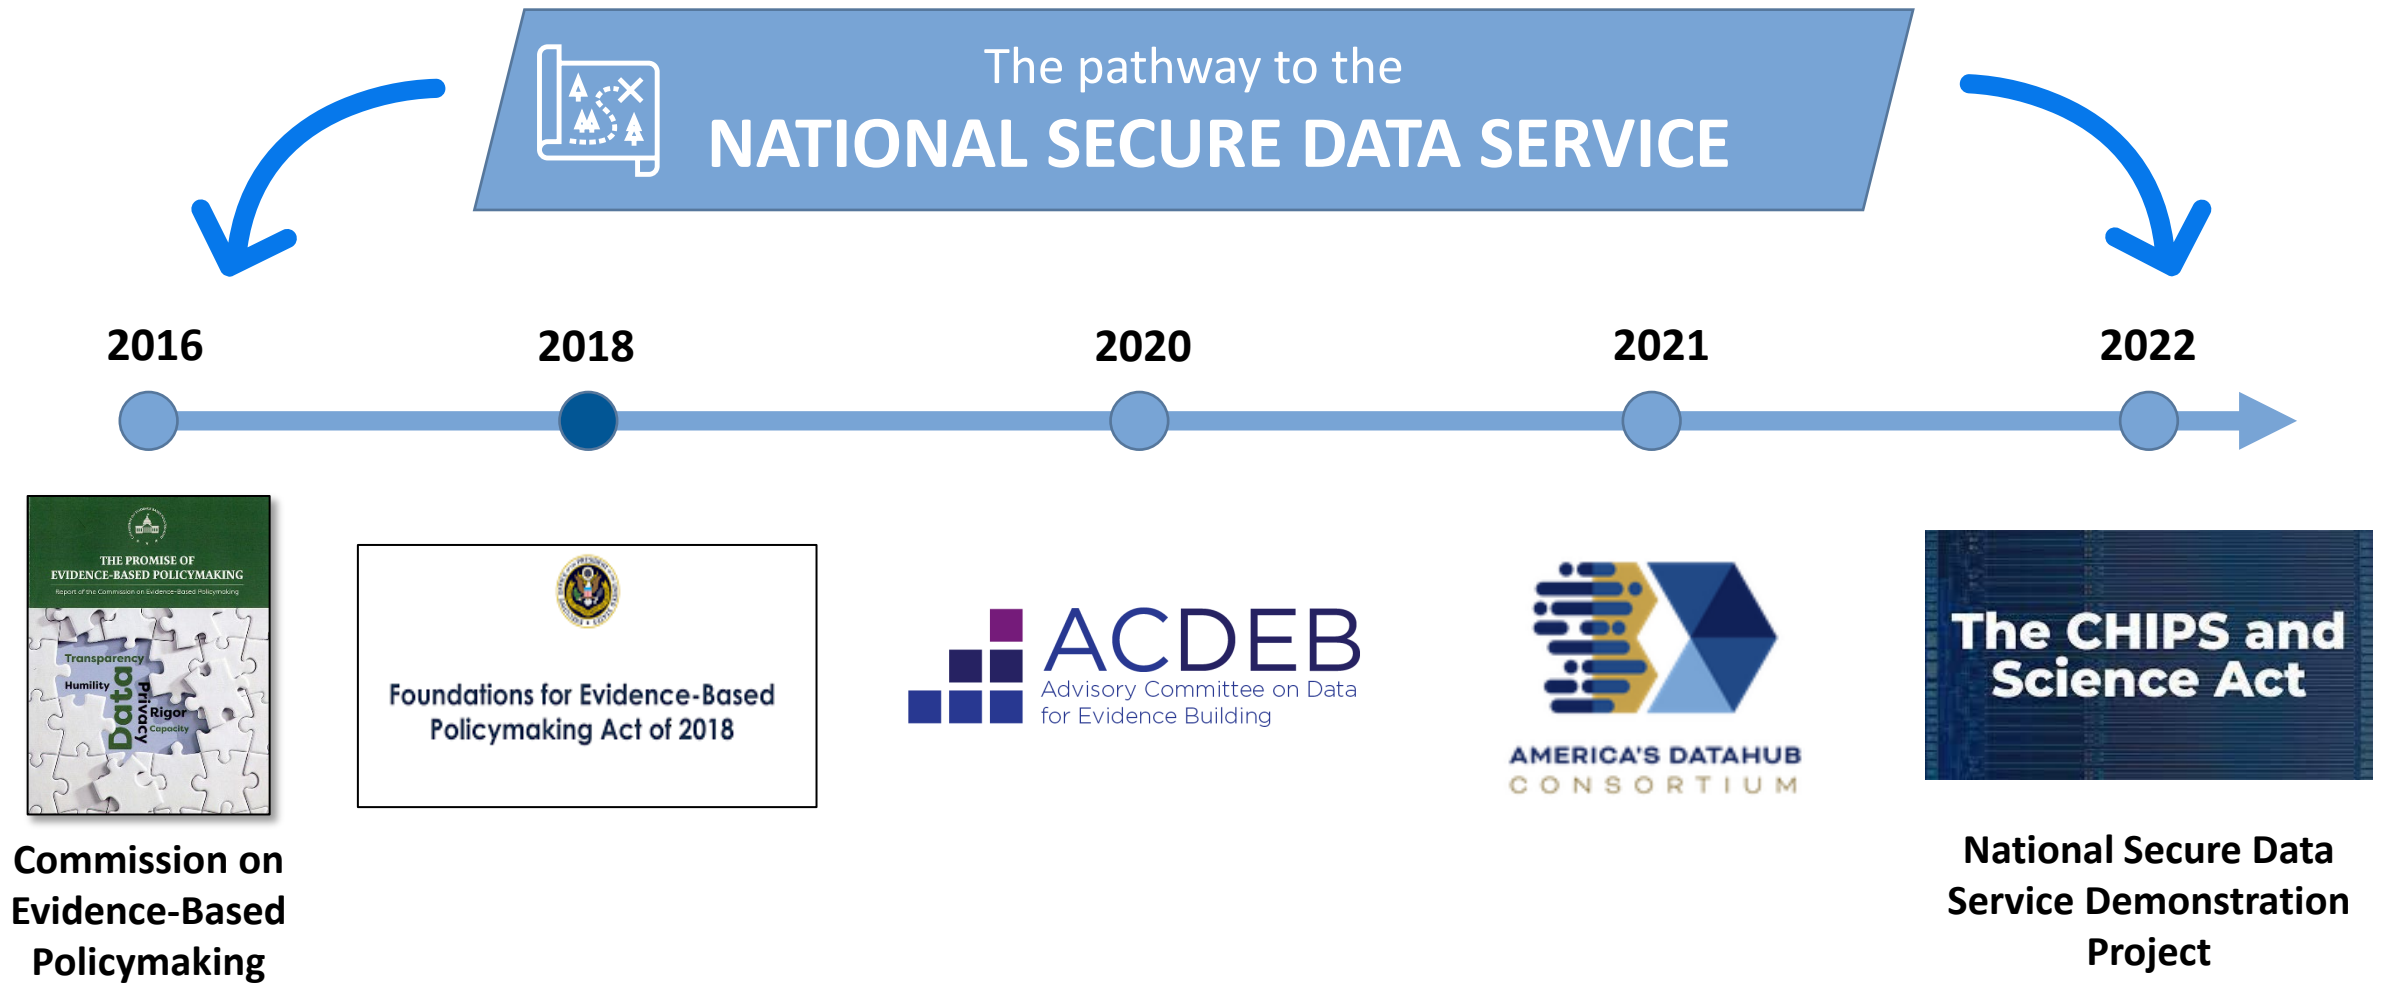 The pathway to the
NATIONAL SECURE DATA SERVICE
2016
2018
2020
2021
2022
THE PROMISE OF
EVIDENCE-BASED POLICYMAKING
Report of the Commission on Evidence-Based Policymaking
Transparency
Humility
Data
Privacy
Rigor
Capacity
Commission on
Evidence-Based
Policymaking
Foundations for Evidence-Based
Policymaking Act of 2018
ACDEB
Advisory Committee on Data
for Evidence Building
AMERICA'S DATAHUB
CONSORTIUM
The CHIPS and
Science Act
National Secure Data
Service Demonstration
Project